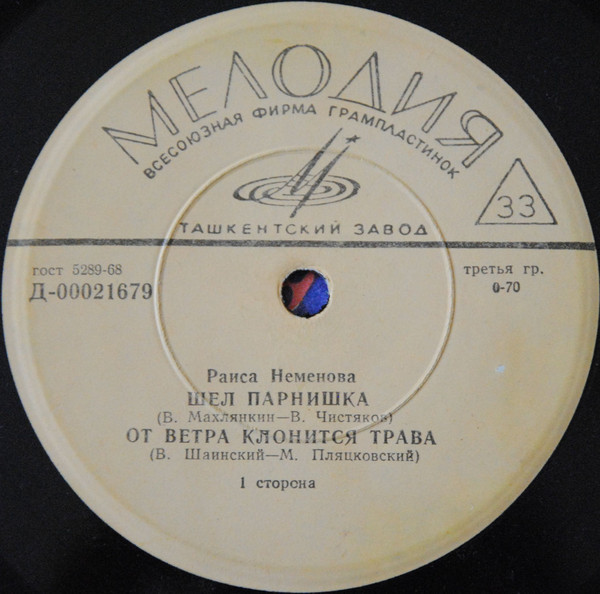 МЕЛОДИЯ
ВСЕСОЮЗНАЯ ФИРМА ГРАМПЛАСТИНОК
33
ТАШКЕНТСКИЙ ЗАВОД
гост 5289-68
третья гр.
Д-00021679
0-70
Раиса Неменова
ШЕЛ ПАРНИШКА
(В. Махлянкин—В. Чистяков)
ОТ ВЕТРА КЛОНИТСЯ ТРАВА
(В. Шаинский—М. Пляцковский)
1 сторона